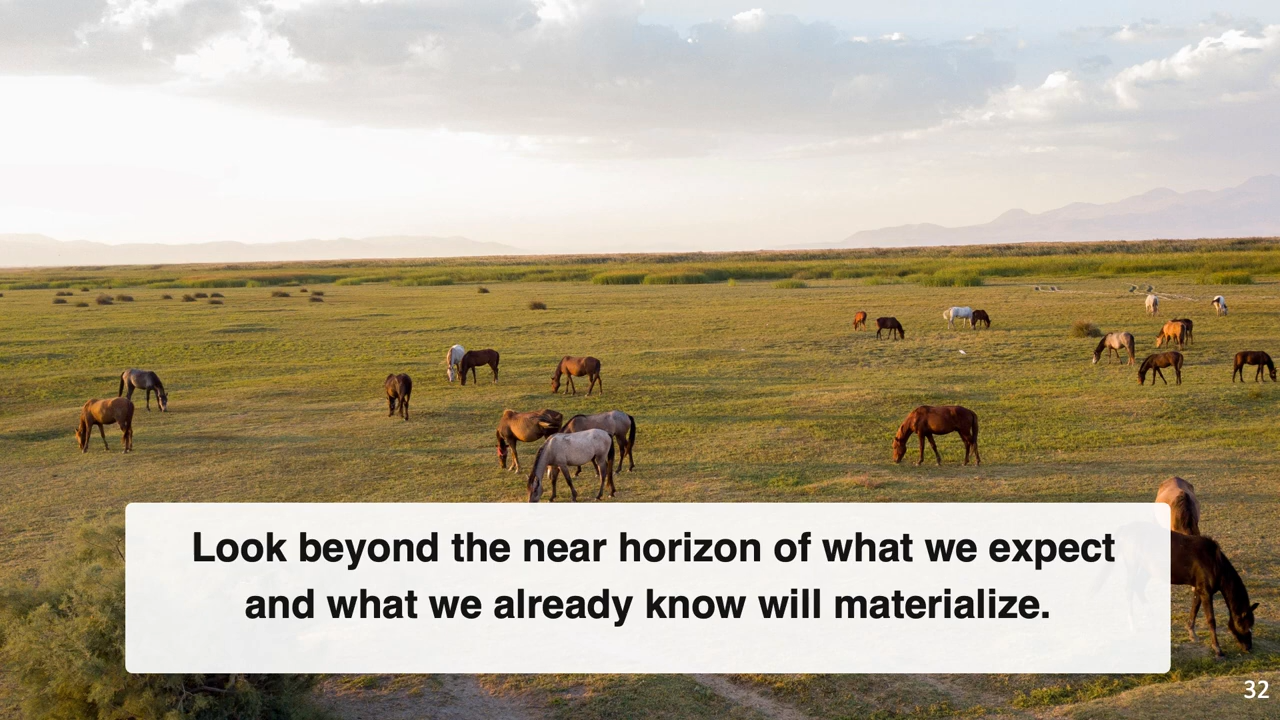 Look beyond the near horizon of what we expect
and what we already know will materialize.
32